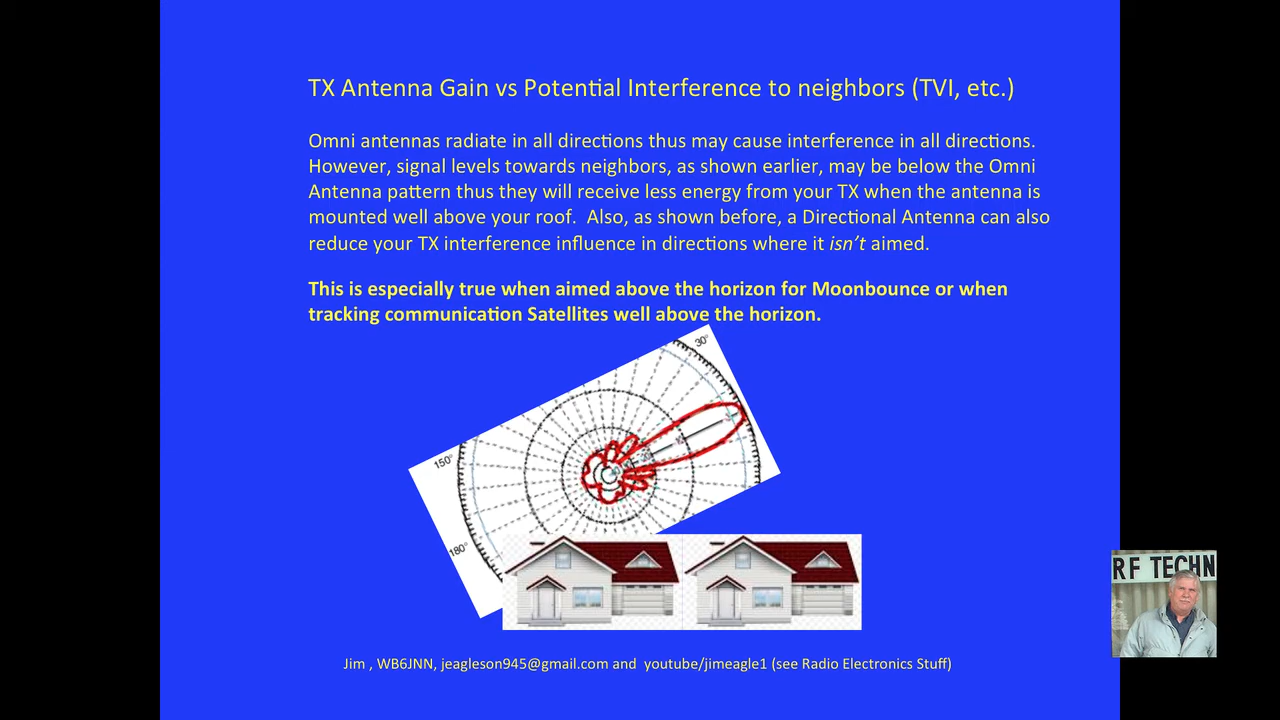 TX Antenna Gain vs Potential Interference to neighbors (TVI, etc.)
Omni antennas radiate in all directions thus may cause interference in all directions.
However, signal levels towards neighbors, as shown earlier, may be below the Omni
Antenna pattern thus they will receive less energy from your TX when the antenna is
mounted well above your roof.  Also, as shown before, a Directional Antenna can also
reduce your TX interference influence in directions where it isn't aimed.
This is especially true when aimed above the horizon for Moonbounce or when
tracking communication Satellites well above the horizon.
30°
150°
180°
RF TECHN
Jim , WB6JNN, jeagleson945@gmail.com and  youtube/jimeagle1 (see Radio Electronics Stuff)